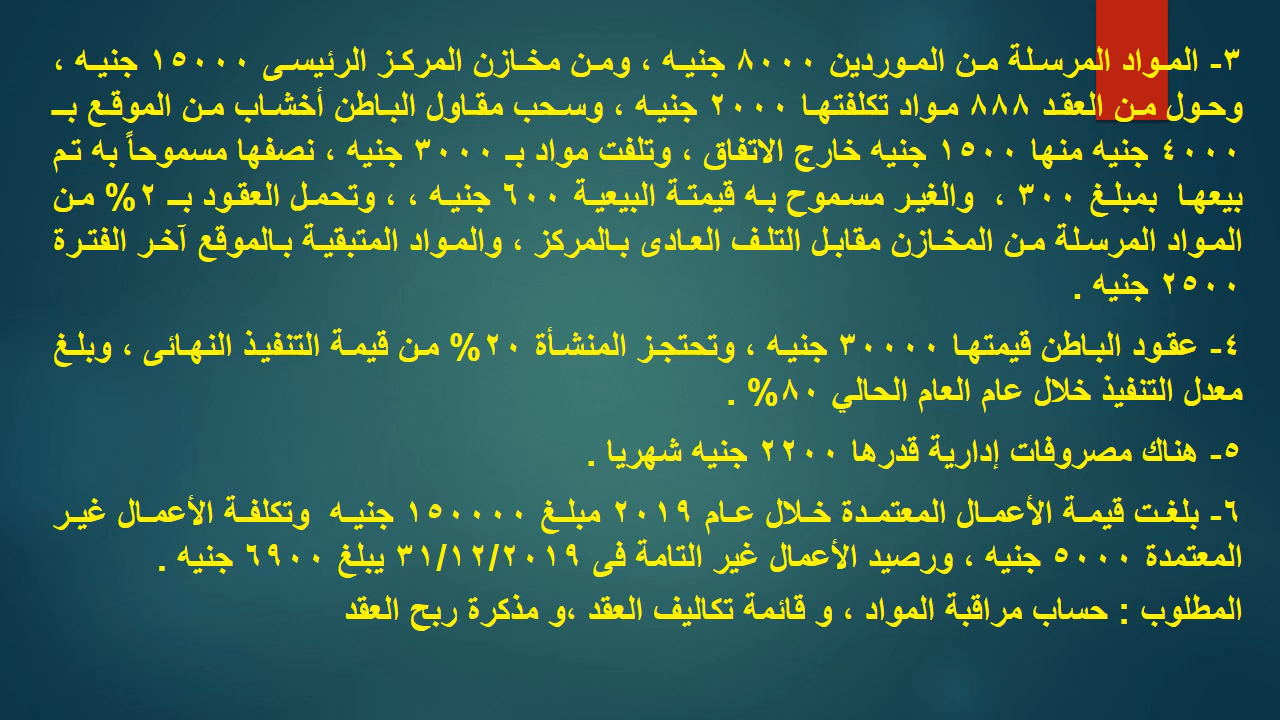 ٣- المواد المرسلة من الموردين ٨٠٠٠ جنيه ، ومن مخازن المركز الرئيسى ١٥٠٠٠ جنيه ،
وحول من العقد ٨٨٨ مواد تكلفتها ٢٠٠٠ جنيه ، وسحب مقاول الباطن أخشاب من الموقع بـ
٤٠٠٠ جنيه منها ١٥٠٠ جنيه خارج الاتفاق ، وتلفت مواد بـ ٣٠٠٠ جنيه ، نصفها مسموحاً به تم
بيعها بمبلغ ٣٠٠ ، والغير مسموح به قيمتة البيعية ٦٠٠ جنيه ، ، وتحمل العقود بـ ٢% من
المواد المرسلة من المخازن مقابل التلف العادى بالمركز ، والمواد المتبقية بالموقع آخر الفترة
٢٥٠٠ جنيه .
٤- عقود الباطن قيمتها ٣٠٠٠٠ جنيه ، وتحتجز المنشأة ٢٠% من قيمة التنفيذ النهائى ، وبلغ
معدل التنفيذ خلال عام العام الحالي ٨٠% .
٥- هناك مصروفات إدارية قدرها ٢٢٠٠ جنيه شهريا .
٦- بلغت قيمة الأعمال المعتمدة خلال عام ٢٠١٩ مبلغ ١٥٠٠٠٠ جنيه وتكلفة الأعمال غير
المعتمدة ٥٠٠٠ جنيه ، ورصيد الأعمال غير التامة فى ٣١/١٢/٢٠١٩ يبلغ ٦٩٠٠ جنيه .
المطلوب : حساب مراقبة المواد ، و قائمة تكاليف العقد ،و مذكرة ربح العقد